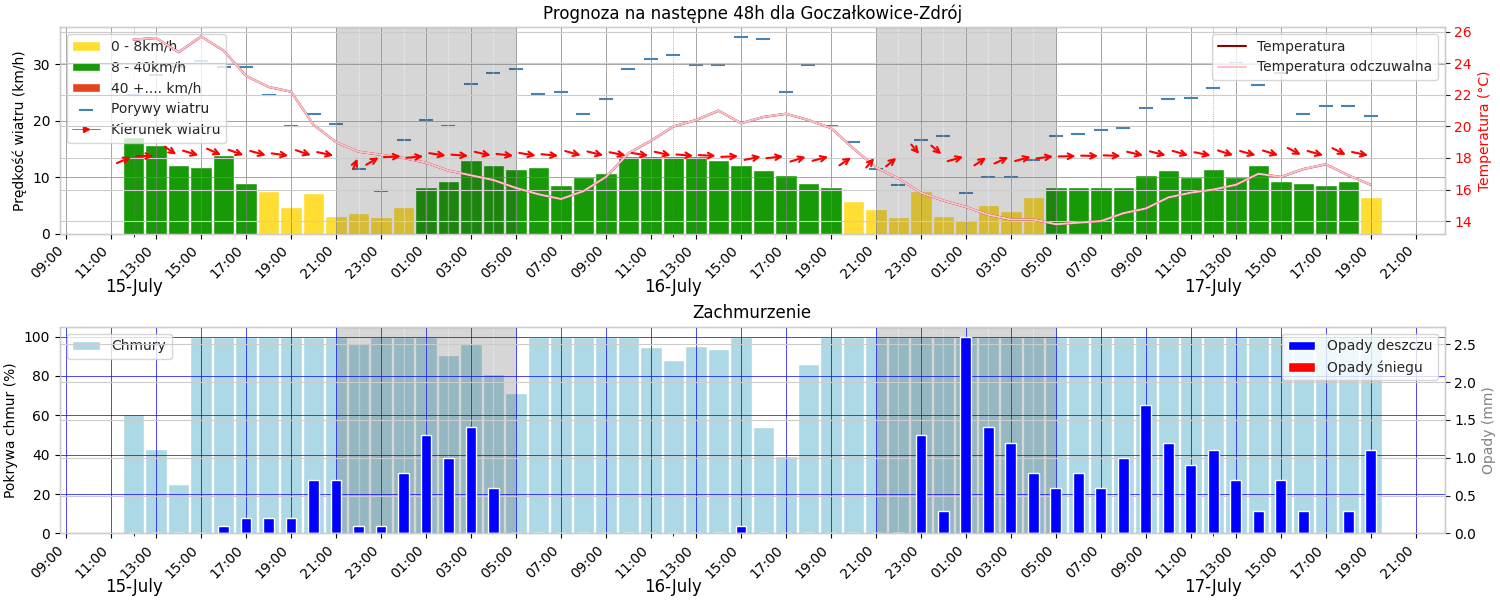 Prognoza na następne 48h dla Goczałkowice-Zdrój
Prędkość wiatru (km/h)
30
20
10
0
0 - 8km/h
8 - 40km/h
40 +.... km/h
Porywy wiatru
Kierunek wiatru
Temperatura
Temperatura odczuwalna
26
24
22
20
18
16
14
Temperatura (°C)
09:00 11:00 13:00 15:00 17:00 19:00 21:00 23:00 01:00 03:00 05:00 07:00 09:00 11:00 13:00 15:00 17:00 19:00 21:00 23:00 01:00 03:00 05:00 07:00 09:00 11:00 13:00 15:00 17:00 19:00 21:00
15-July 16-July 17-July
Zachmurzenie
Pokrywa chmur (%)
100
80
60
40
20
0
Chmury
Opady deszczu
Opady śniegu
2.5
2.0
1.5
1.0
0.5
0.0
Opady (mm)
09:00 11:00 13:00 15:00 17:00 19:00 21:00 23:00 01:00 03:00 05:00 07:00 09:00 11:00 13:00 15:00 17:00 19:00 21:00 23:00 01:00 03:00 05:00 07:00 09:00 11:00 13:00 15:00 17:00 19:00 21:00
15-July 16-July 17-July